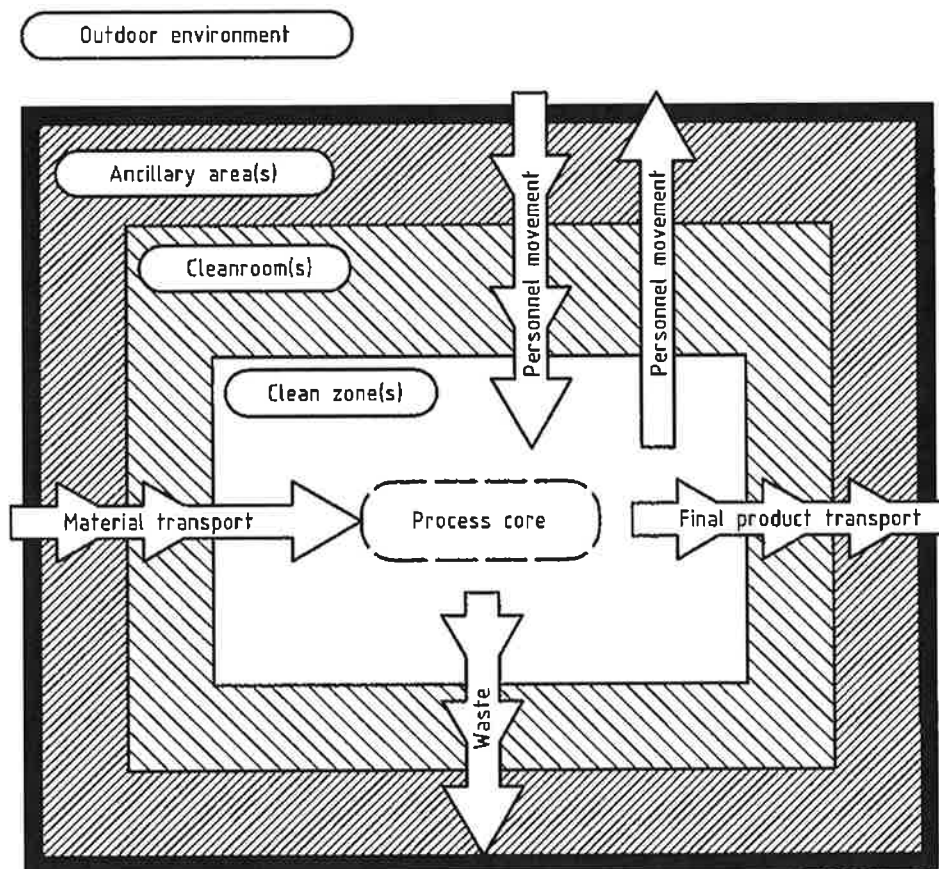 Outdoor environment
Ancillary area(s)
Cleanroom(s)
Clean zone(s)
Personnel movement
Personnel movement
Material transport
Process core
Final product transport
Waste